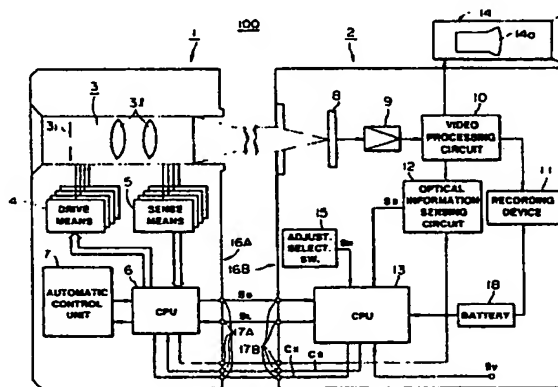 100
1
2
14
14a
3
3i
3l
8
9
10
VIDEO
PROCESSING
CIRCUIT
12
OPTICAL
INFORMATION
SENSING
CIRCUIT
11
RECORDING
DEVICE
4
DRIVE
MEANS
5
SENSE
MEANS
15
ADJUST.
SELECT.
SW.
16A
16B
7
AUTOMATIC
CONTROL
UNIT
6
CPU
13
CPU
18
BATTERY
17A
17B